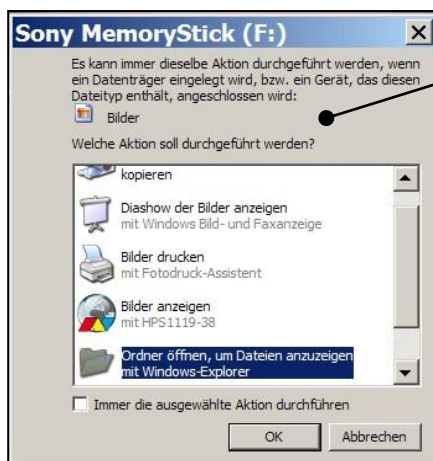 Sony MemoryStick (F:)
Es kann immer dieselbe Aktion durchgeführt werden, wenn
ein Datenträger eingelegt wird, bzw. ein Gerät, das diesen
Dateityp enthält, angeschlossen wird:
Bilder
Welche Aktion soll durchgeführt werden?
kopieren
Diashow der Bilder anzeigen
mit Windows Bild- und Faxanzeige
Bilder drucken
mit Fotodruck-Assistent
Bilder anzeigen
mit HPS1119-38
Ordner öffnen, um Dateien anzuzeigen
mit Windows-Explorer
Immer die ausgewählte Aktion durchführen
OK
Abbrechen